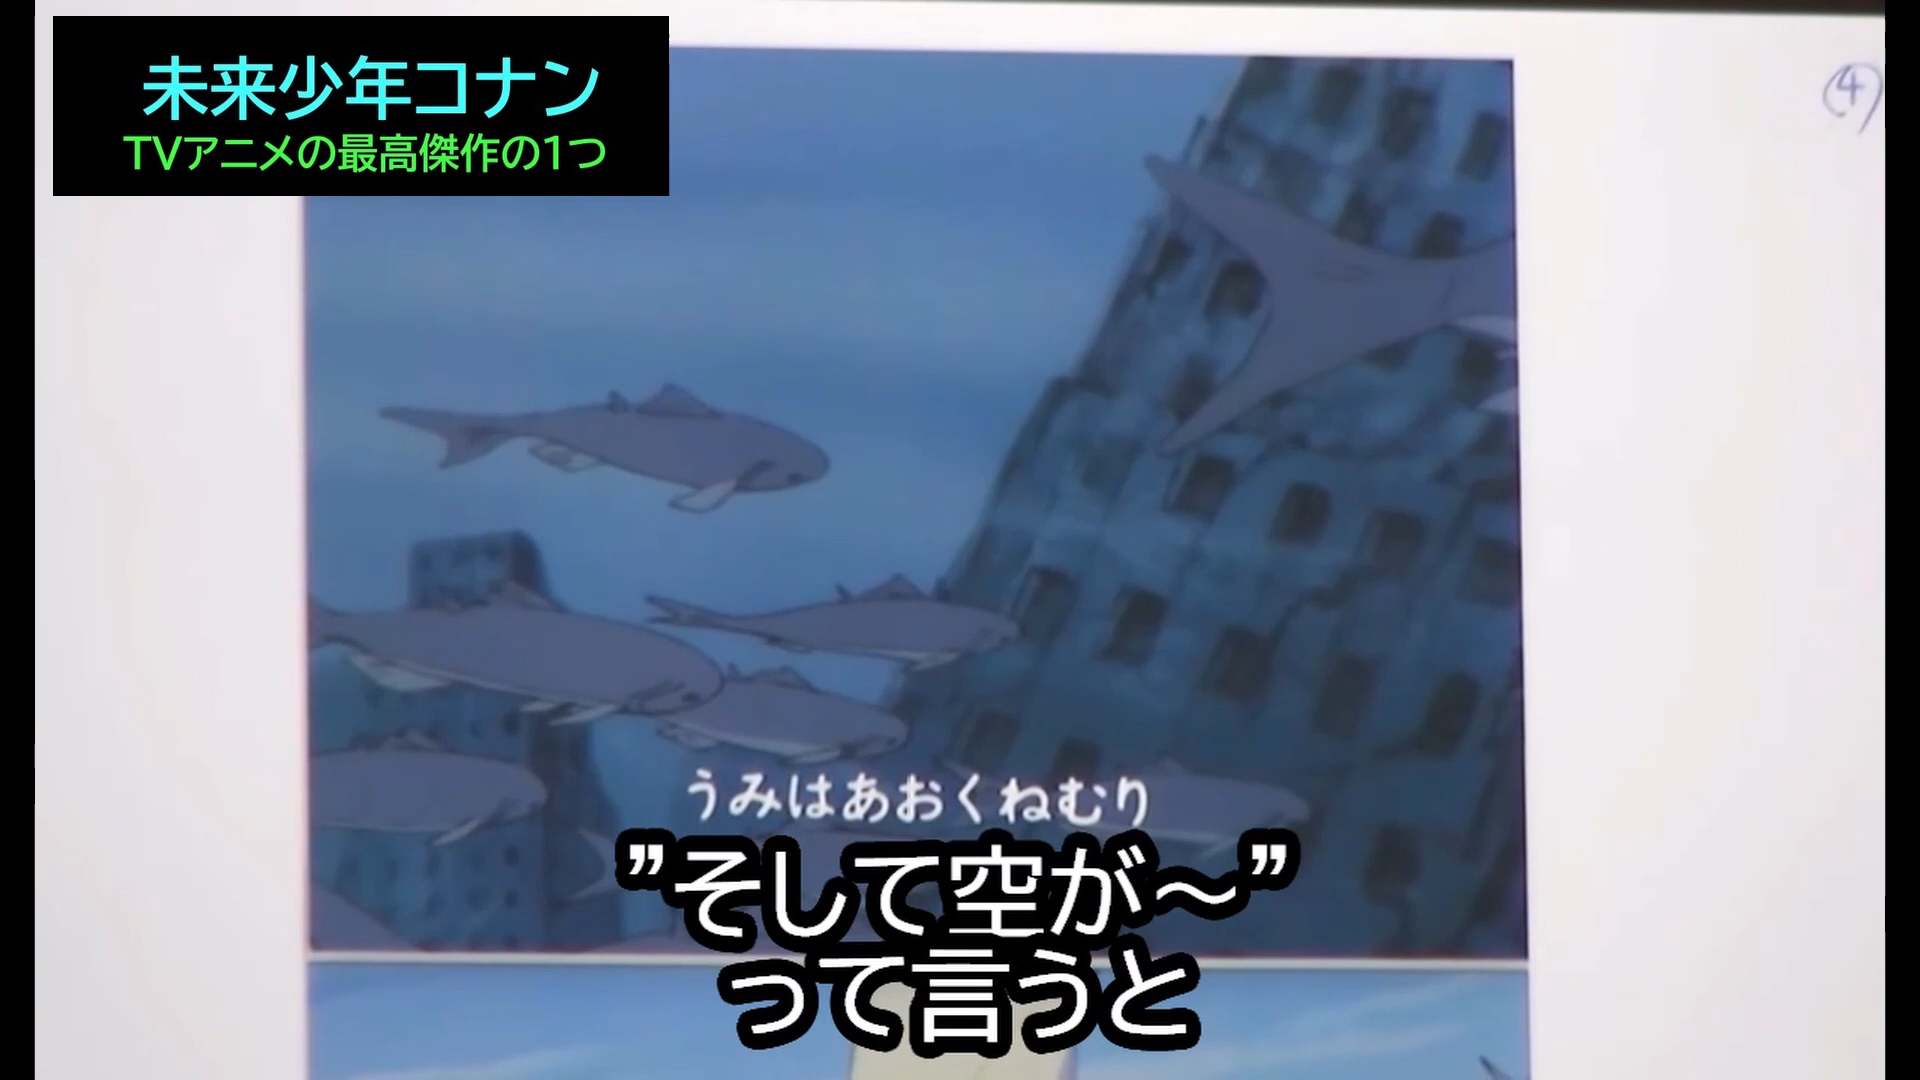 未来少年コナン
TVアニメの最高傑作の1つ
④
うみはあおくねむり
”そして空が～”
って言うと